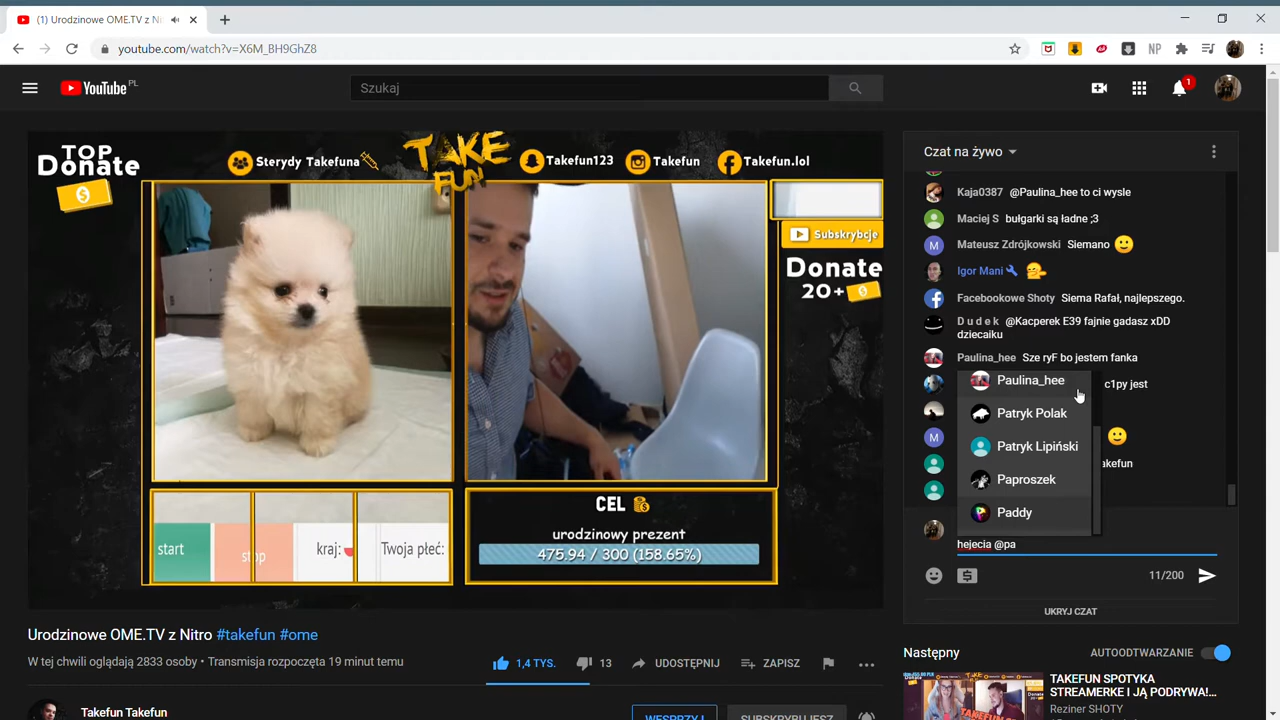 (1) Urodzinowe OME.TV z Ni
youtube.com/watch?v=X6M_BH9GhZ8
NP
YouTube PL
Szukaj
1
TOP
Donate
Sterydy Takefuna
TAKE
FUN
Takefun123
Takefun
Takefun.lol
Subskrybcje
Donate
20+
start
stop
kraj:
Twoja płeć:
CEL
urodzinowy prezent
475.94 / 300 (158.65%)
Urodzinowe OME.TV z Nitro #takefun #ome
W tej chwili oglądają 2833 osoby • Transmisja rozpoczęta 19 minut temu
1,4 TYS.
13
UDOSTĘPNIJ
ZAPISZ
Takefun Takefun
WESPRZYJ
SUBSKRYBUJESZ
Czat na żywo
Kaja0387 @Paulina_hee to ci wysle
Maciej S bułgarki są ładne ;3
M
Mateusz Zdrójkowski Siemano
Igor Mani
Facebookowe Shoty Siema Rafał, najlepszego.
D u d e k @Kacperek E39 fajnie gadasz xDD
dziecaiku
Paulina_hee Sze ryF bo jestem fanka
c1py jest
M
akefun
Paulina_hee
Patryk Polak
Patryk Lipiński
Paproszek
Paddy
hejecia @pa
11/200
UKRYJ CZAT
Następny
AUTOODTWARZANIE
TAKEFUN SPOTYKA
STREAMERKE I JĄ PODRYWA!...
Reziner SHOTY